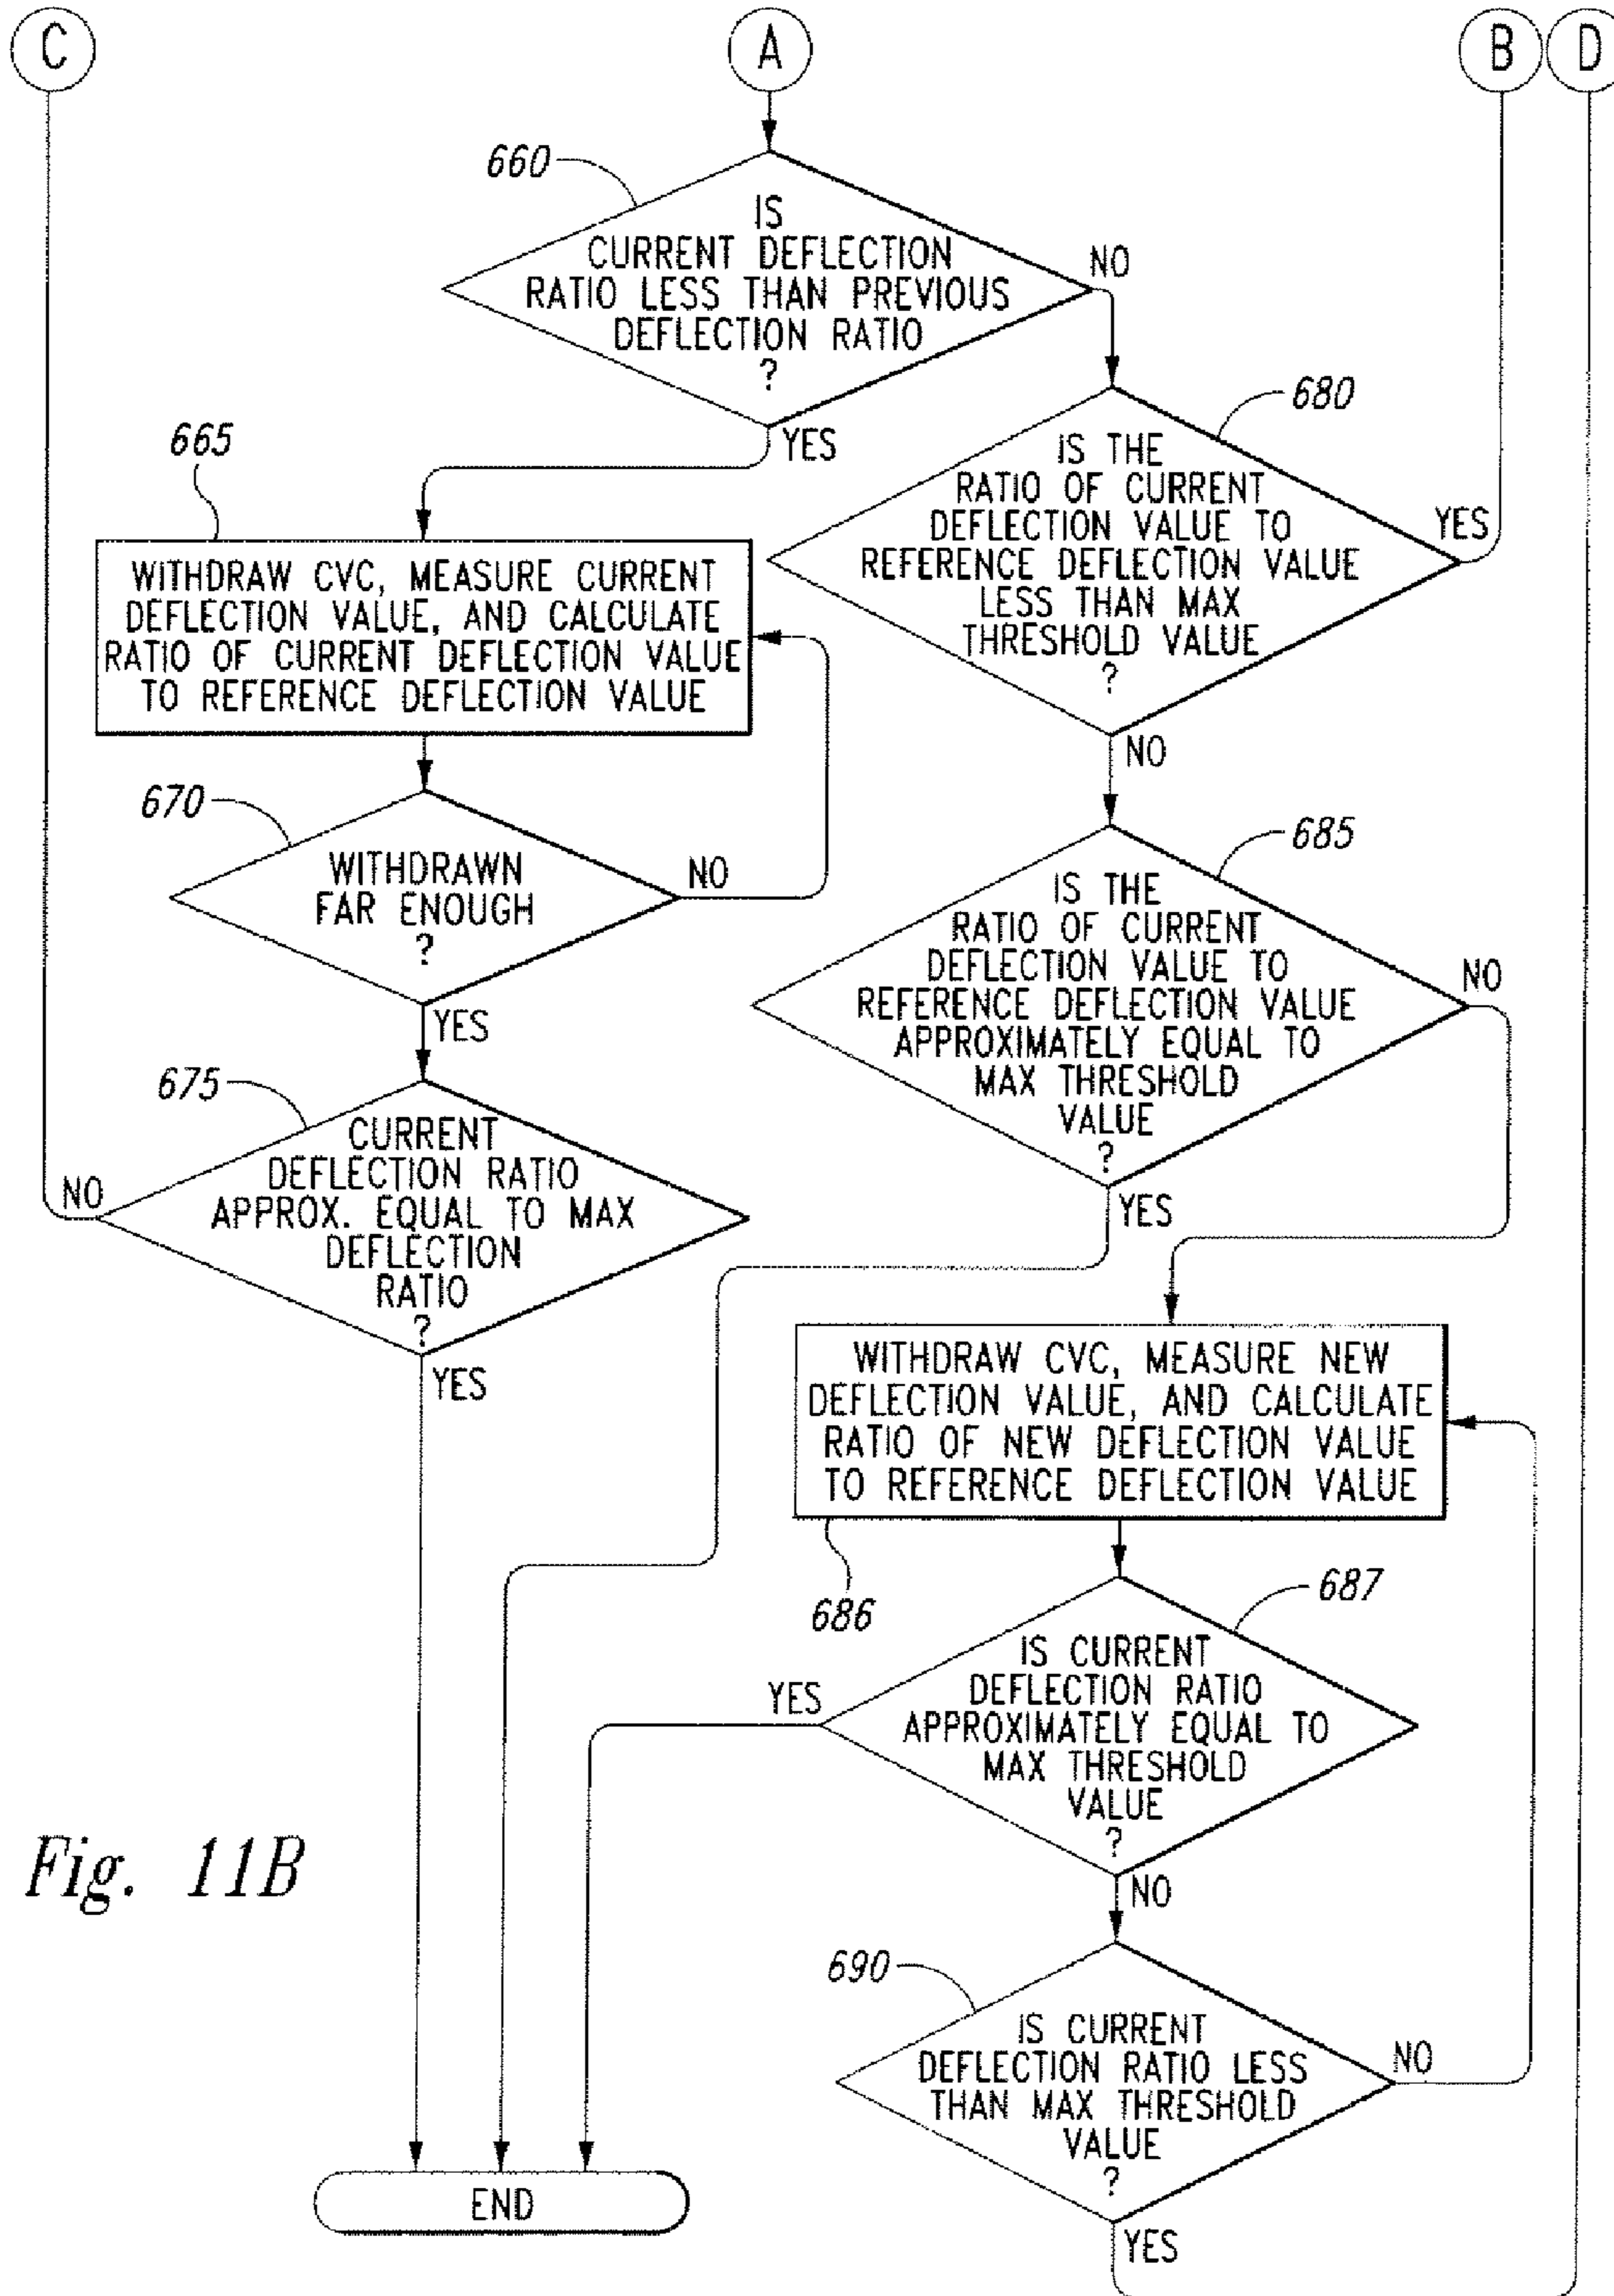 C
A
B
D
660
IS
CURRENT DEFLECTION
RATIO LESS THAN PREVIOUS
DEFLECTION RATIO
?
NO
YES
665
WITHDRAW CVC, MEASURE CURRENT
DEFLECTION VALUE, AND CALCULATE
RATIO OF CURRENT DEFLECTION VALUE
TO REFERENCE DEFLECTION VALUE
680
IS THE
RATIO OF CURRENT
DEFLECTION VALUE TO
REFERENCE DEFLECTION VALUE
LESS THAN MAX
THRESHOLD VALUE
?
YES
NO
670
WITHDRAWN
FAR ENOUGH
?
NO
YES
685
IS THE
RATIO OF CURRENT
DEFLECTION VALUE TO
REFERENCE DEFLECTION VALUE
APPROXIMATELY EQUAL TO
MAX THRESHOLD
VALUE
?
NO
YES
675
CURRENT
DEFLECTION RATIO
APPROX. EQUAL TO MAX
DEFLECTION
RATIO
?
NO
YES
WITHDRAW CVC, MEASURE NEW
DEFLECTION VALUE, AND CALCULATE
RATIO OF NEW DEFLECTION VALUE
TO REFERENCE DEFLECTION VALUE
686
687
IS CURRENT
DEFLECTION RATIO
APPROXIMATELY EQUAL TO
MAX THRESHOLD
VALUE
?
YES
NO
Fig. 11B
690
IS CURRENT
DEFLECTION RATIO LESS
THAN MAX THRESHOLD
VALUE
?
NO
YES
END